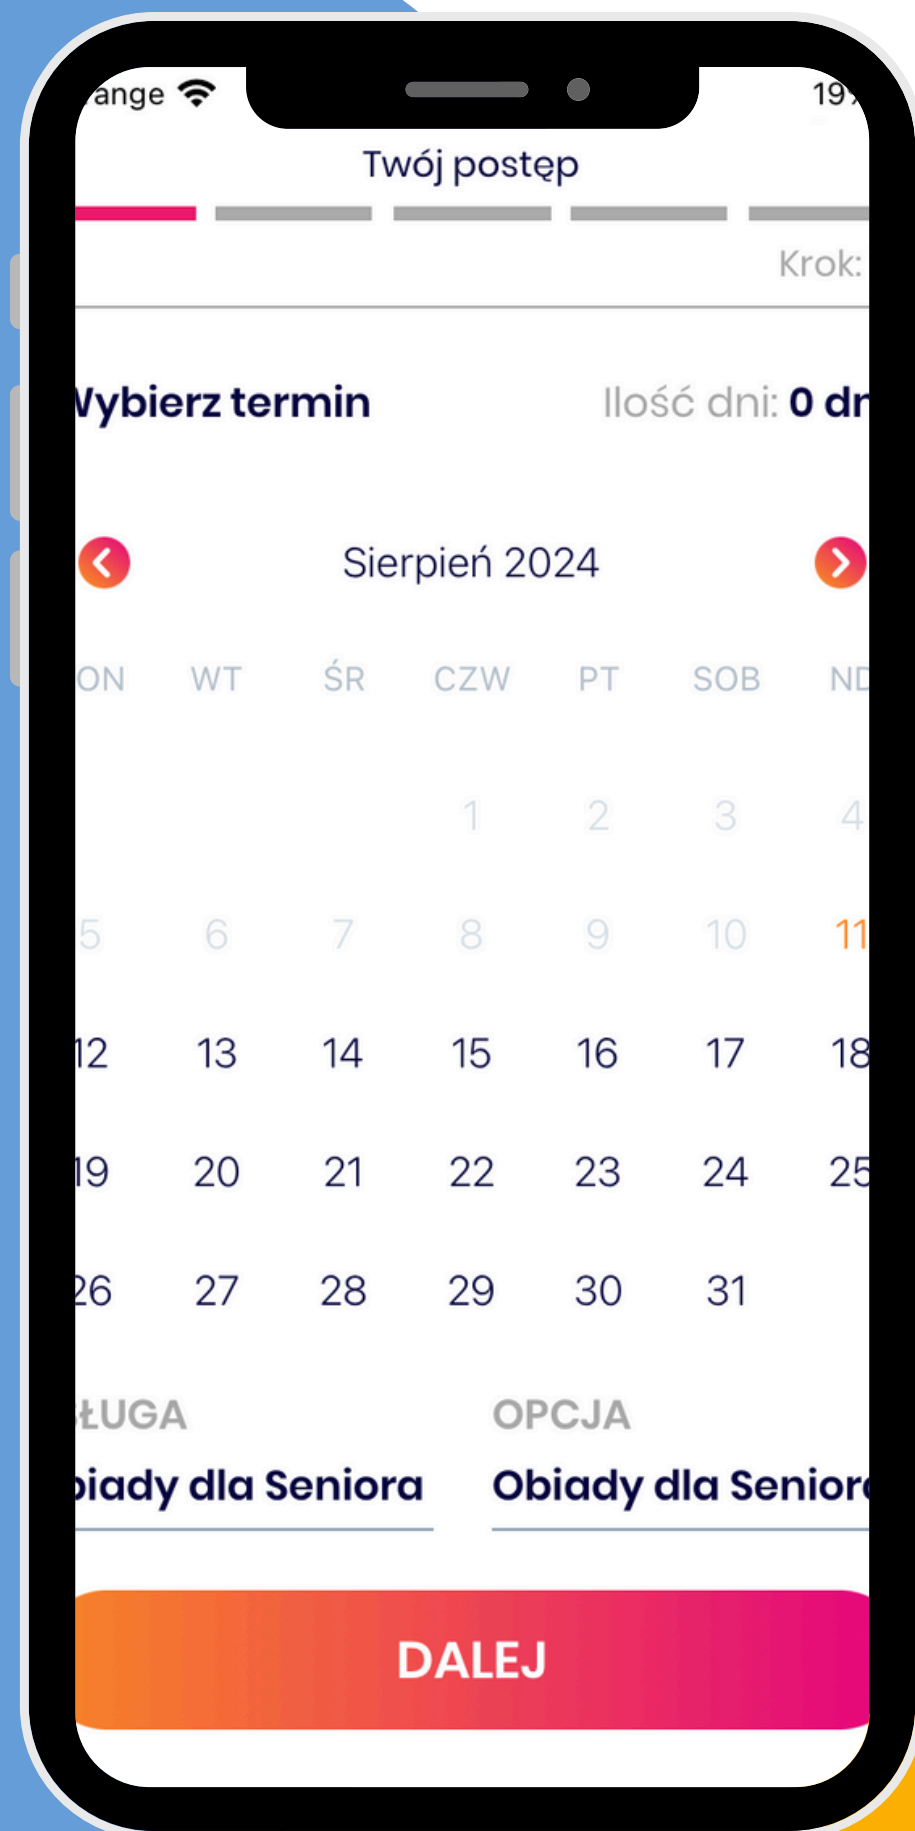 ange
19%
Twój postęp
Krok:
Wybierz termin Ilość dni: 0 dn
Sierpień 2024
ON WT ŚR CZW PT SOB ND
1 2 3 4
5 6 7 8 9 10 11
12 13 14 15 16 17 18
19 20 21 22 23 24 25
26 27 28 29 30 31
ŁUGA OPCJA
biady dla Seniora Obiady dla Seniora
DALEJ